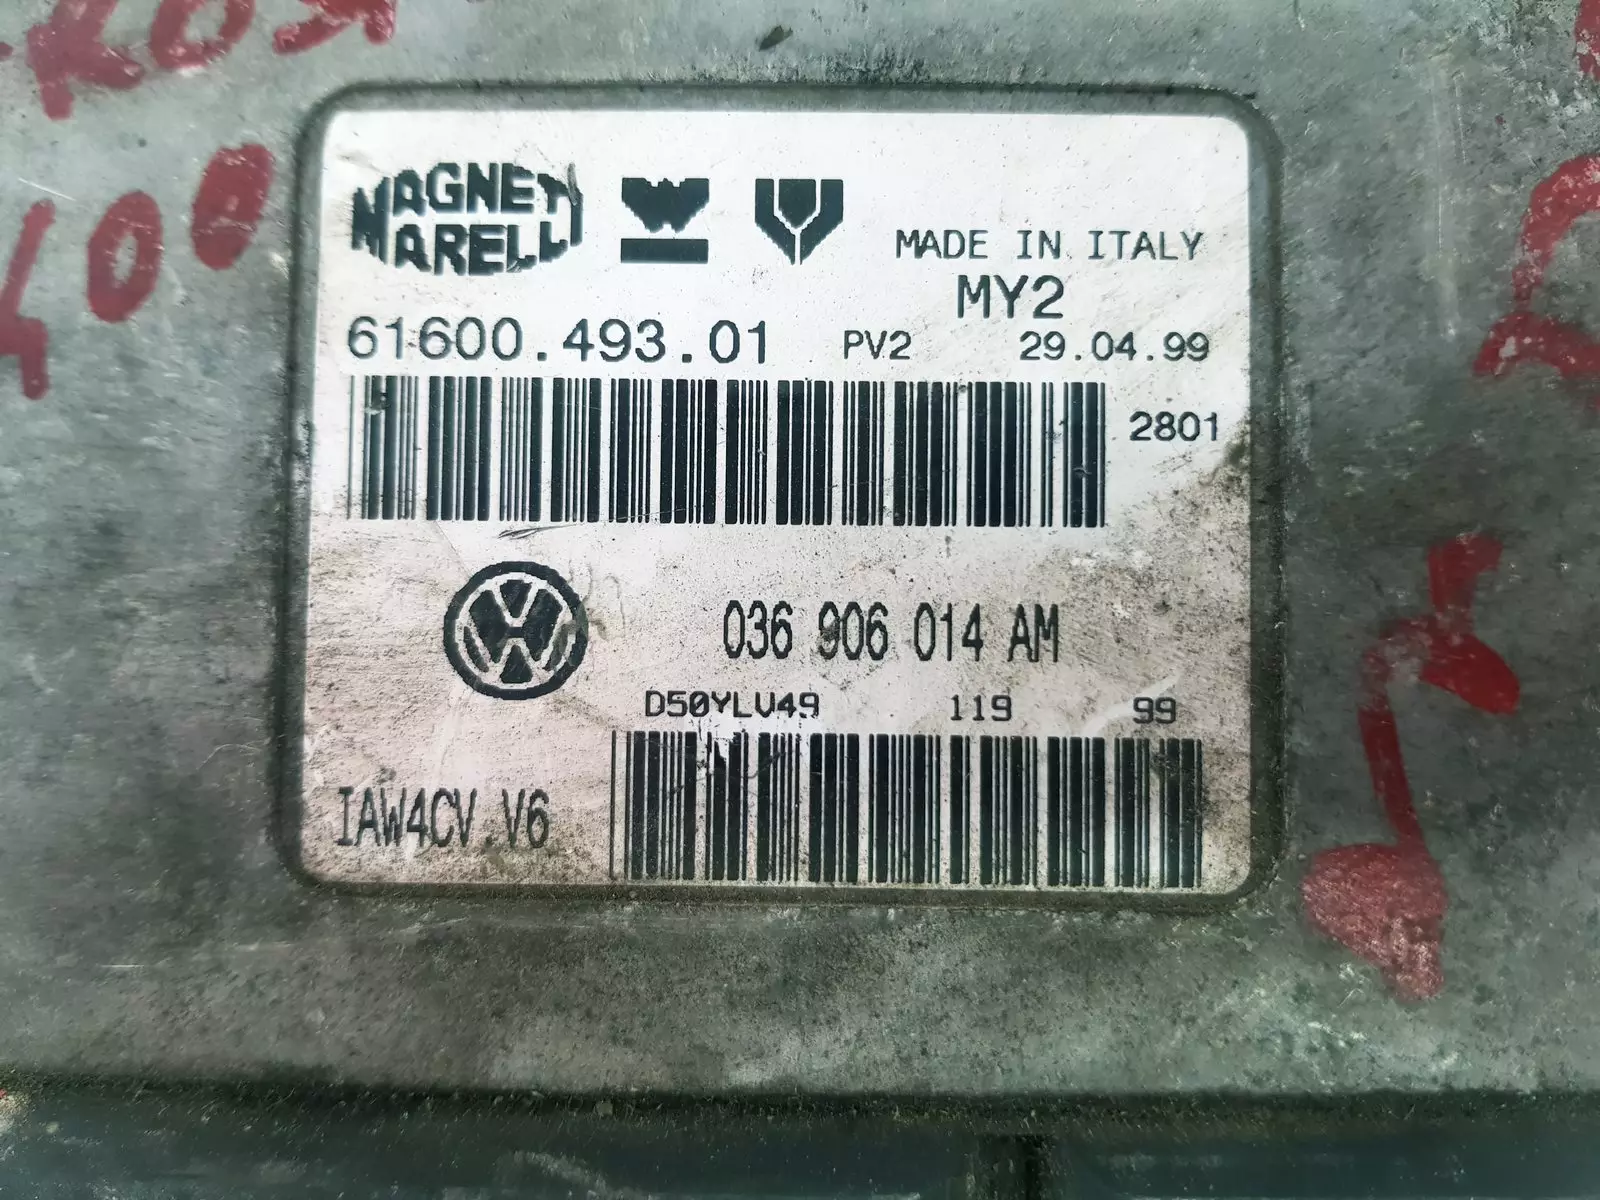 400
MAGNETI
MARELLI
MADE IN ITALY
MY2
61600.493.01 PV2 29.04.99
2801
036 906 014 AM
D50YLV49 119 99
IAW4CV.V6